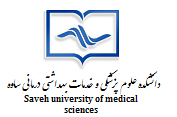 دانشکده علوم پزشکی و خدمات بهداشتی درمانی ساوه
Saveh university of medical
sciences